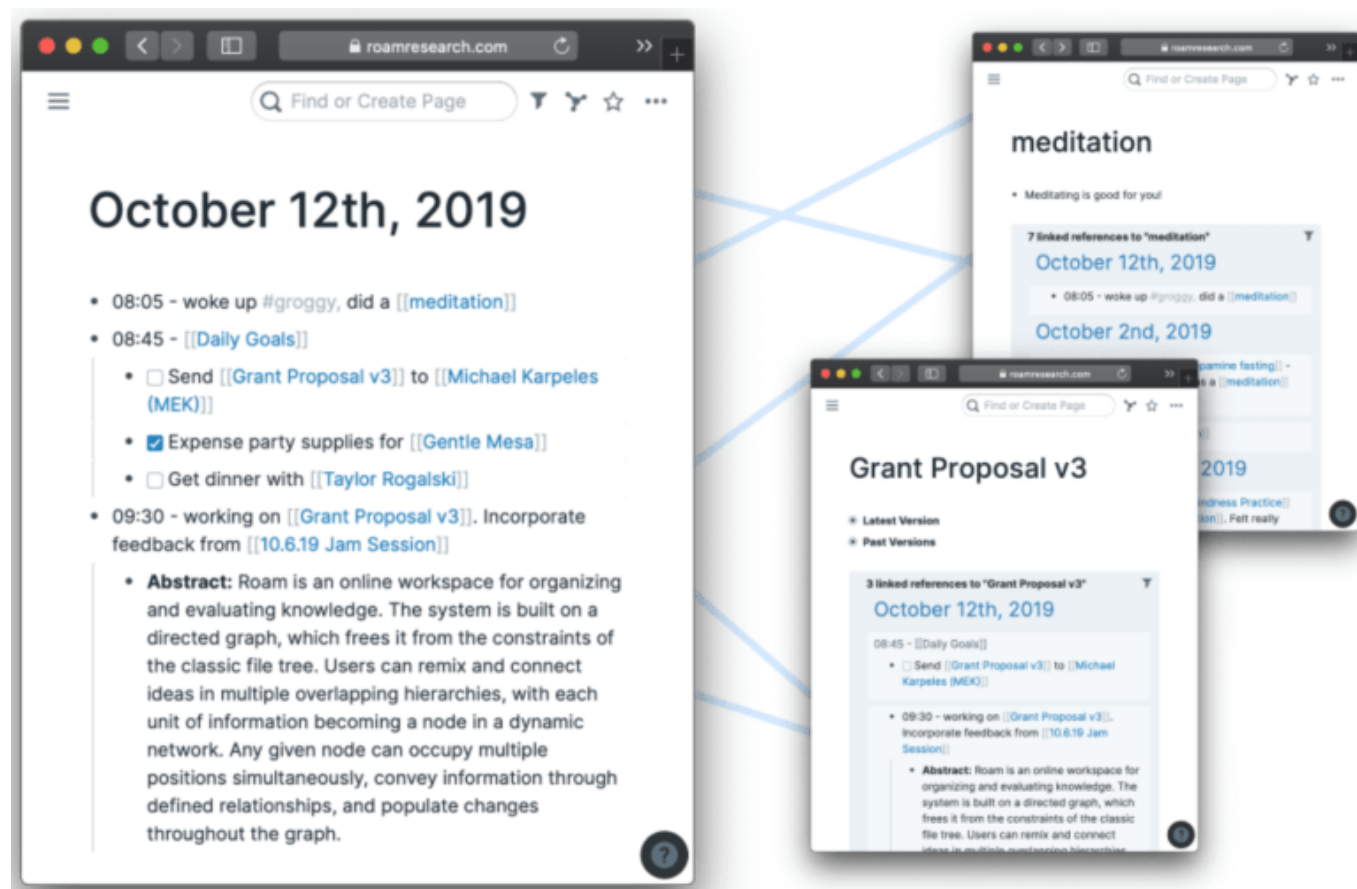 roamresearch.com
Find or Create Page
October 12th, 2019
• 08:05 - woke up #groggy, did a [[meditation]]
• 08:45 - [[Daily Goals]]
• Send [[Grant Proposal v3]] to [[Michael Karpeles
(MEK)]]
• Expense party supplies for [[Gentle Mesa]]
• Get dinner with [[Taylor Rogalski]]
• 09:30 - working on [[Grant Proposal v3]]. Incorporate
feedback from [[10.6.19 Jam Session]]
• Abstract: Roam is an online workspace for organizing
and evaluating knowledge. The system is built on a
directed graph, which frees it from the constraints of
the classic file tree. Users can remix and connect
ideas in multiple overlapping hierarchies, with each
unit of information becoming a node in a dynamic
network. Any given node can occupy multiple
positions simultaneously, convey information through
defined relationships, and populate changes
throughout the graph.
?
roamresearch.com
Find or Create Page
meditation
• Meditating is good for you!
7 linked references to "meditation"
October 12th, 2019
• 08:05 - woke up #groggy, did a [[meditation]]
October 2nd, 2019
fasting]] -
a [[meditation]]
2019
Practice]]
Felt really
?
roamresearch.com
Find or Create Page
Grant Proposal v3
• Latest Version
• Past Versions
3 linked references to "Grant Proposal v3"
October 12th, 2019
08:45 - [[Daily Goals]]
• Send [[Grant Proposal v3]] to [[Michael
Karpeles (MEK)]]
• 09:30 - working on [[Grant Proposal v3]].
Incorporate feedback from [[10.6.19 Jam
Session]]
• Abstract: Roam is an online workspace for
organizing and evaluating knowledge. The
system is built on a directed graph, which
frees it from the constraints of the classic
file tree. Users can remix and connect
ideas in multiple overlapping hierarchies
?